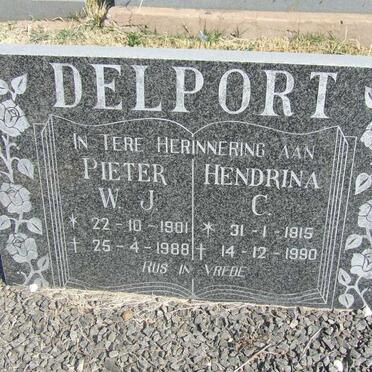 DELPORT
IN TERE HERINNERING AAN
PIETER
W. J.
* 22-10-1901
† 25-4-1988
HENDRINA
C.
* 31-1-1915
† 14-12-1990
RUS IN VREDE